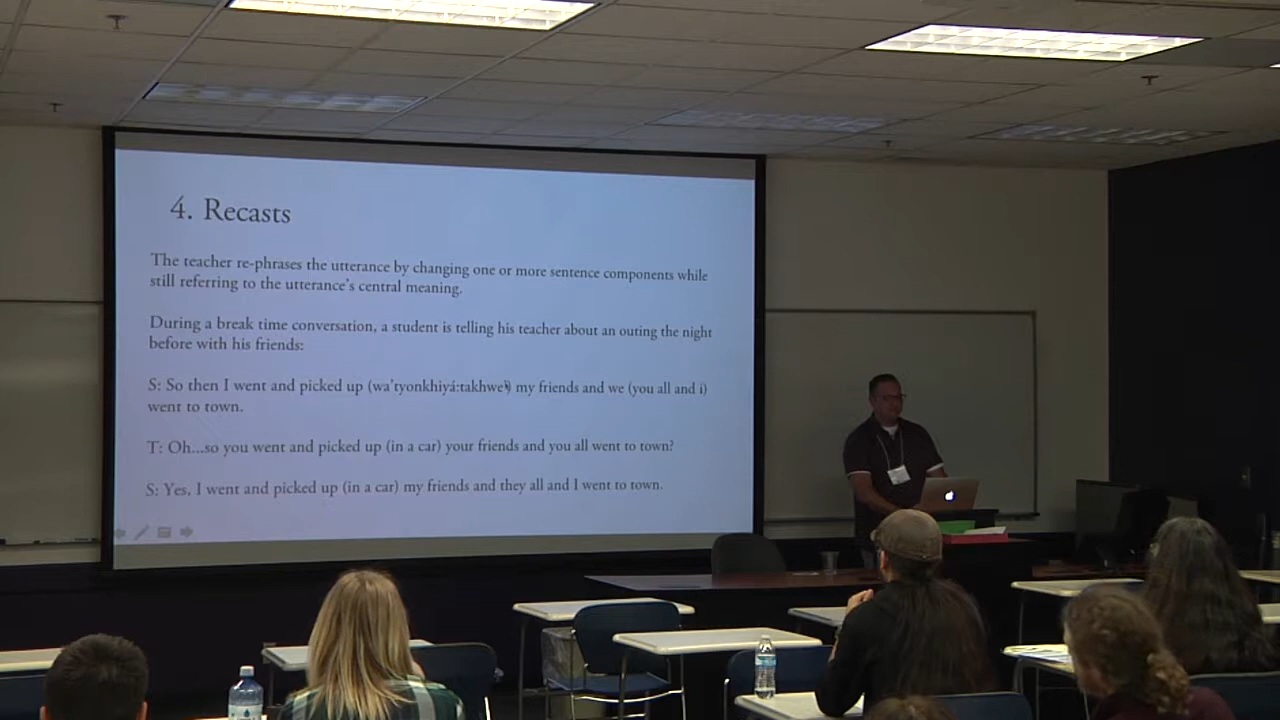 4. Recasts
The teacher re-phrases the utterance by changing one or more sentence components while
still referring to the utterance's central meaning.
During a break time conversation, a student is telling his teacher about an outing the night
before with his friends:
S: So then I went and picked up my friends and we (you all and i)
went to town.
T: Oh...so you went and picked up (in a car) your friends and you all went to town?
S: Yes, I went and picked up (in a car) my friends and they all and I went to town.